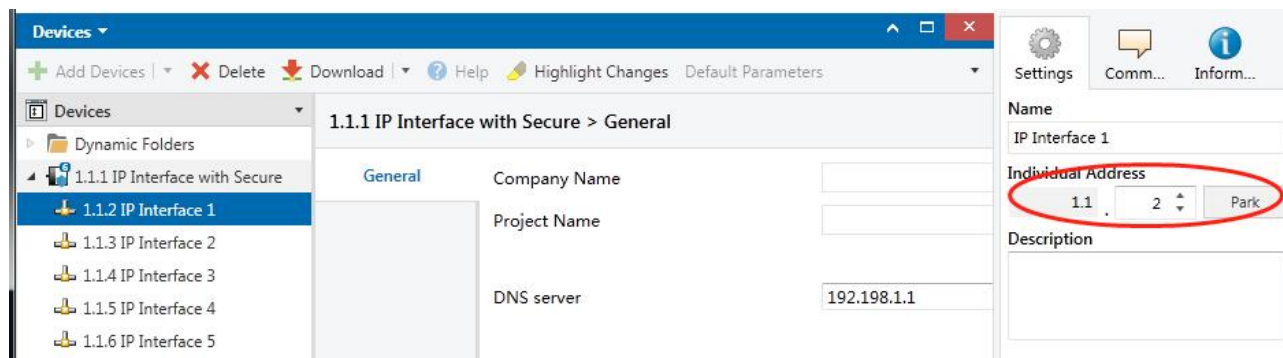 Devices
Add Devices Delete Download Help Highlight Changes Default Parameters
Devices
Dynamic Folders
1.1.1 IP Interface with Secure
1.1.2 IP Interface 1
1.1.3 IP Interface 2
1.1.4 IP Interface 3
1.1.5 IP Interface 4
1.1.6 IP Interface 5
1.1.1 IP Interface with Secure > General
General
Company Name
Project Name
DNS server 192.198.1.1
Settings Comm... Inform...
Name
IP Interface 1
Individual Address
1.1 . 2 Park
Description